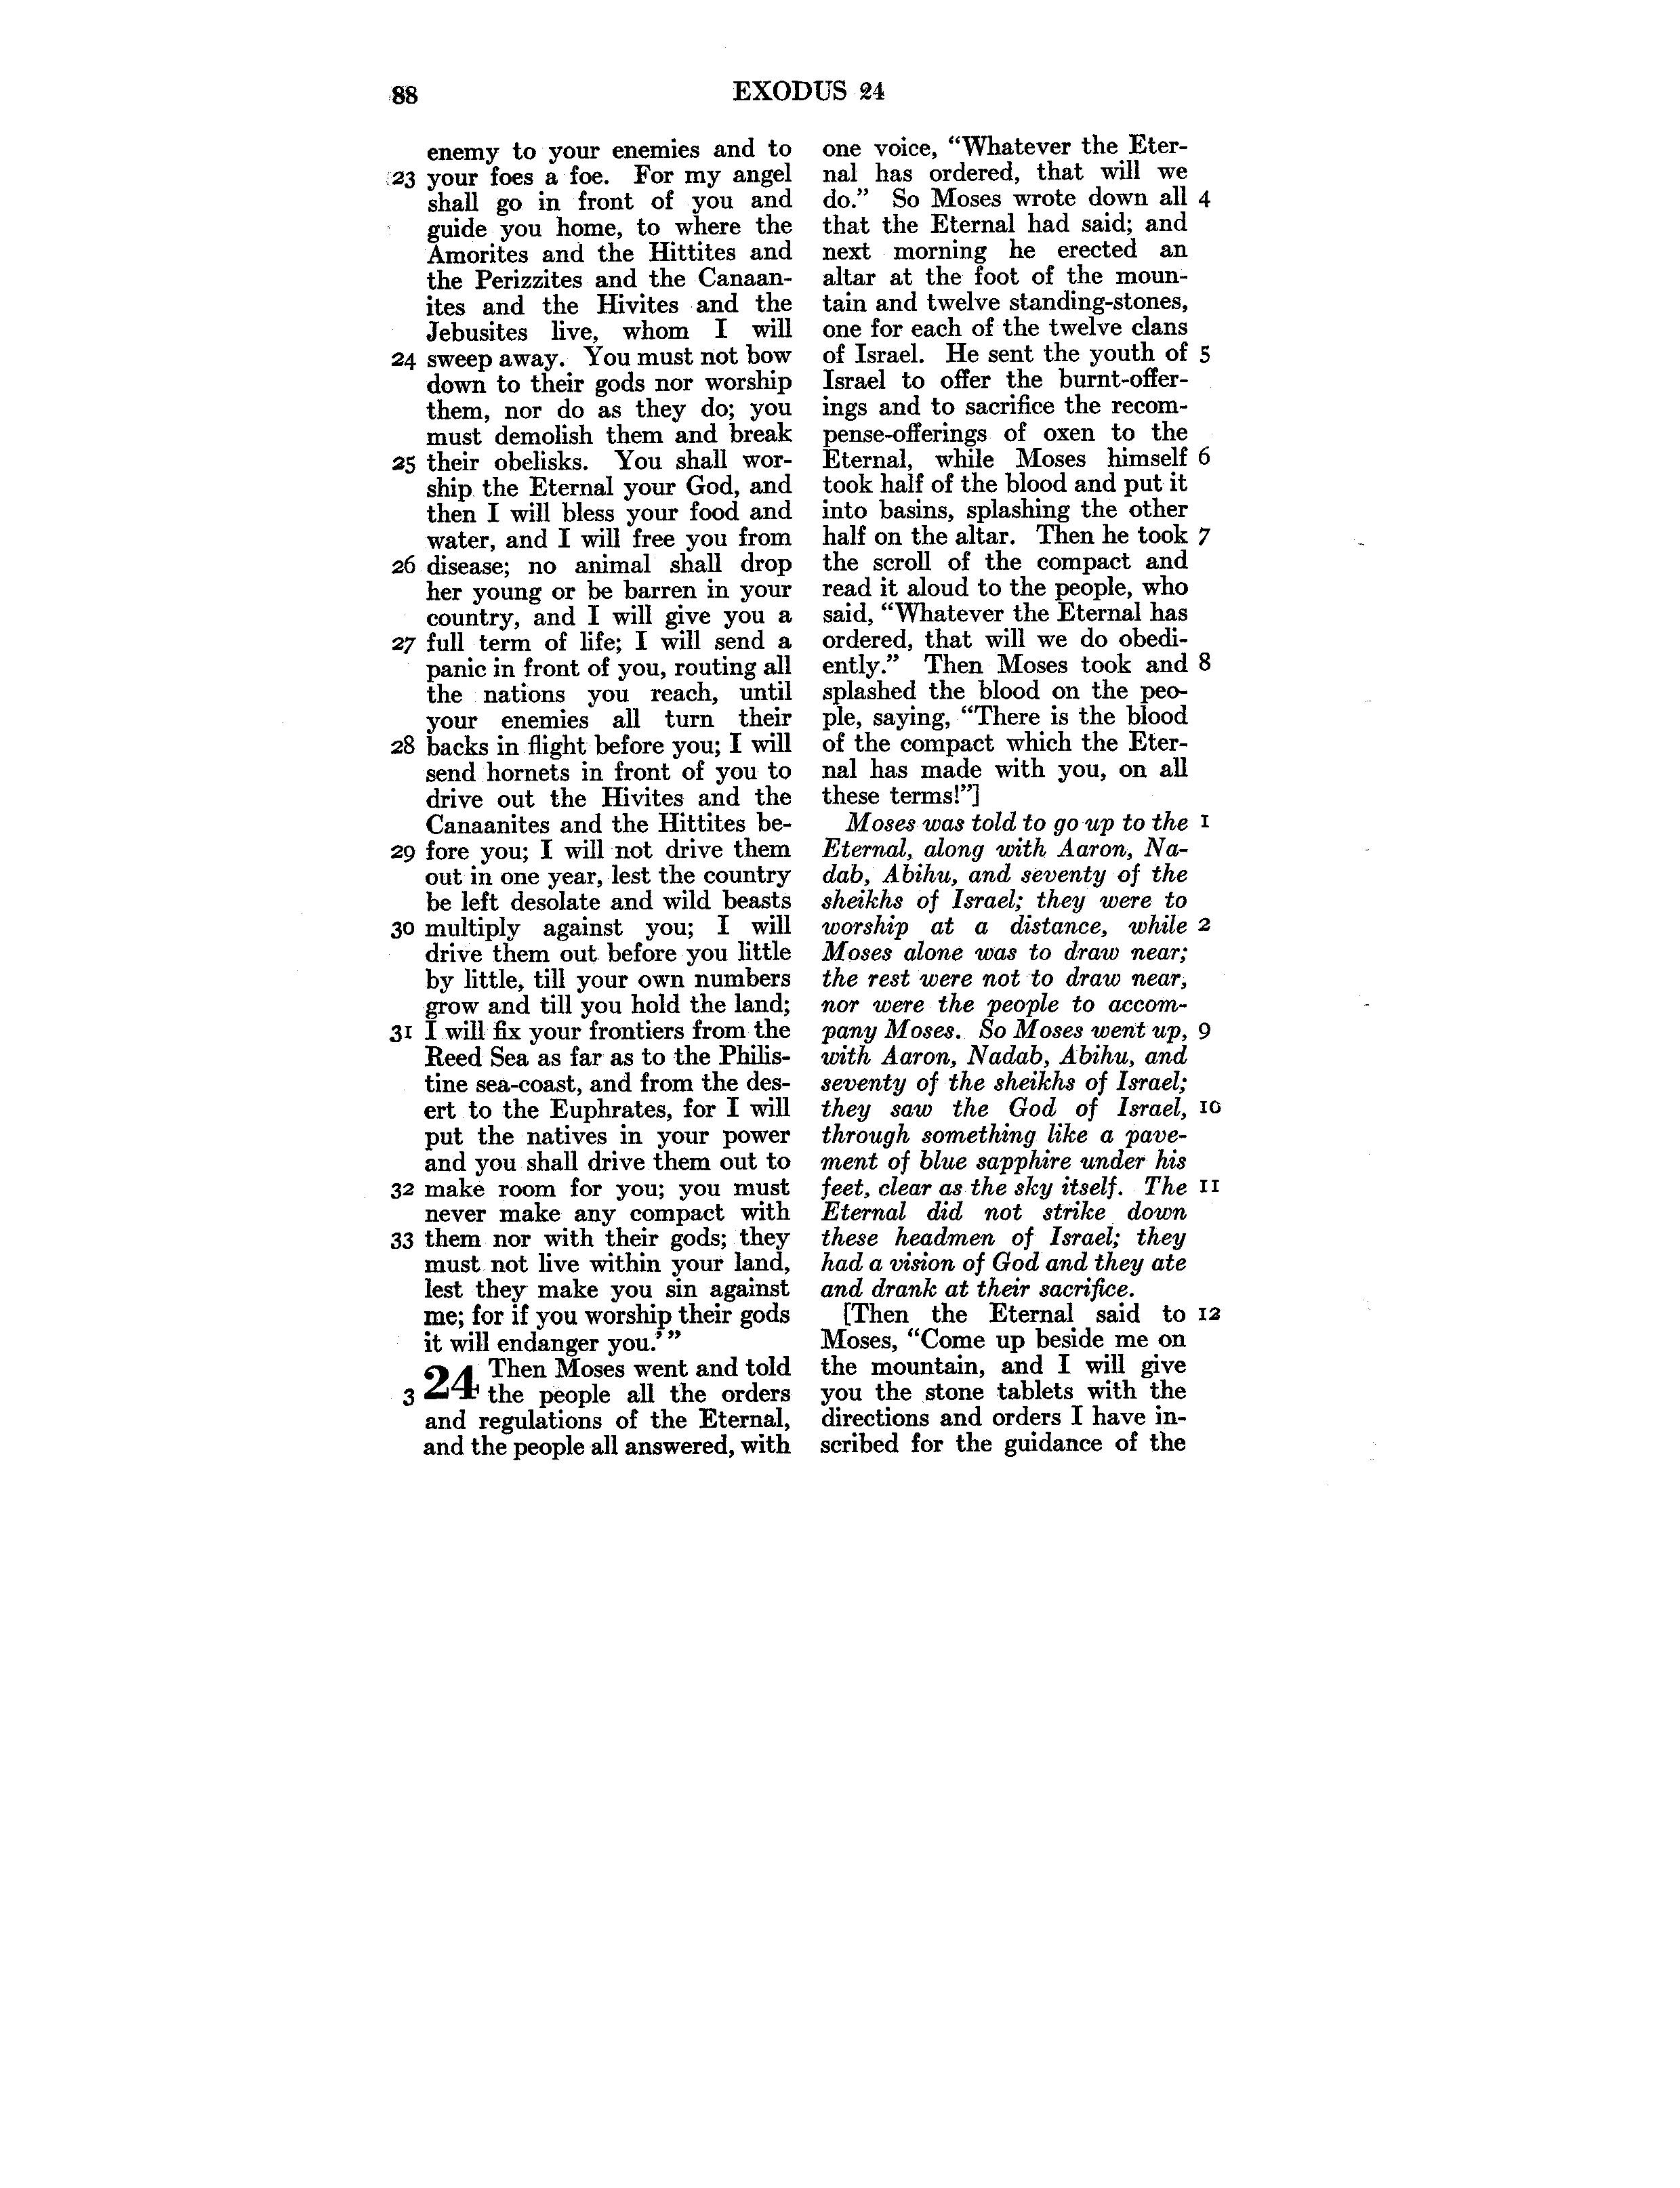 88 EXODUS 24
enemy to your enemies and to
23 your foes a foe. For my angel
shall go in front of you and
guide you home, to where the
Amorites and the Hittites and
the Perizzites and the Canaan-
ites and the Hivites and the
Jebusites live, whom I will
24 sweep away. You must not bow
down to their gods nor worship
them, nor do as they do; you
must demolish them and break
25 their obelisks. You shall wor-
ship the Eternal your God, and
then I will bless your food and
water, and I will free you from
26 disease; no animal shall drop
her young or be barren in your
country, and I will give you a
27 full term of life; I will send a
panic in front of you, routing all
the nations you reach, until
your enemies all turn their
28 backs in flight before you; I will
send hornets in front of you to
drive out the Hivites and the
Canaanites and the Hittites be-
29 fore you; I will not drive them
out in one year, lest the country
be left desolate and wild beasts
30 multiply against you; I will
drive them out before you little
by little, till your own numbers
grow and till you hold the land;
31 I will fix your frontiers from the
Reed Sea as far as to the Philis-
tine sea-coast, and from the des-
ert to the Euphrates, for I will
put the natives in your power
and you shall drive them out to
32 make room for you; you must
never make any compact with
33 them nor with their gods; they
must not live within your land,
lest they make you sin against
me; for if you worship their gods
it will endanger you.’”
24 Then Moses went and told
3 the people all the orders
and regulations of the Eternal,
and the people all answered, with
one voice, “Whatever the Eter-
nal has ordered, that will we
do.” So Moses wrote down all 4
that the Eternal had said; and
next morning he erected an
altar at the foot of the moun-
tain and twelve standing-stones,
one for each of the twelve clans
of Israel. He sent the youth of 5
Israel to offer the burnt-offer-
ings and to sacrifice the recom-
pense-offerings of oxen to the
Eternal, while Moses himself 6
took half of the blood and put it
into basins, splashing the other
half on the altar. Then he took 7
the scroll of the compact and
read it aloud to the people, who
said, “Whatever the Eternal has
ordered, that will we do obedi-
ently.” Then Moses took and 8
splashed the blood on the peo-
ple, saying, “There is the blood
of the compact which the Eter-
nal has made with you, on all
these terms!”]
Moses was told to go up to the 1
Eternal, along with Aaron, Na-
dab, Abihu, and seventy of the
sheikhs of Israel; they were to
worship at a distance, while 2
Moses alone was to draw near;
the rest were not to draw near,
nor were the people to accom-
pany Moses. So Moses went up, 9
with Aaron, Nadab, Abihu, and
seventy of the sheikhs of Israel;
they saw the God of Israel, 10
through something like a pave-
ment of blue sapphire under his
feet, clear as the sky itself. The 11
Eternal did not strike down
these headmen of Israel; they
had a vision of God and they ate
and drank at their sacrifice.
[Then the Eternal said to 12
Moses, “Come up beside me on
the mountain, and I will give
you the stone tablets with the
directions and orders I have in-
scribed for the guidance of the